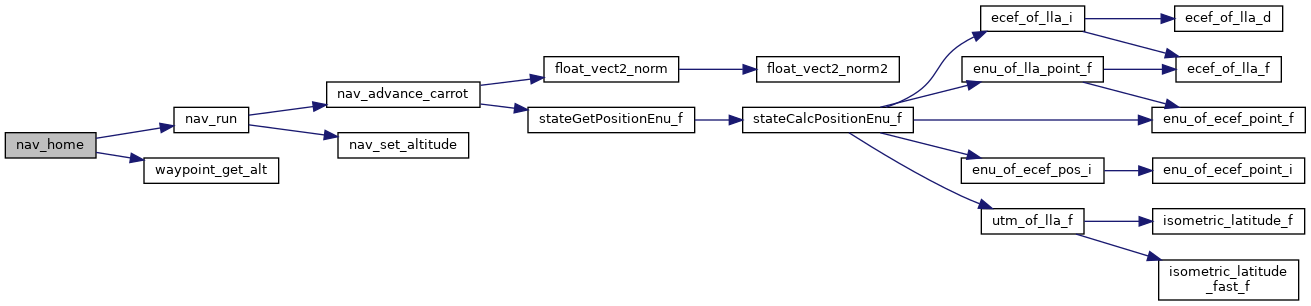 nav_home
nav_run
waypoint_get_alt
nav_advance_carrot
nav_set_altitude
float_vect2_norm
stateGetPositionEnu_f
float_vect2_norm2
stateCalcPositionEnu_f
ecef_of_lla_i
enu_of_lla_point_f
enu_of_ecef_pos_i
utm_of_lla_f
ecef_of_lla_d
ecef_of_lla_f
enu_of_ecef_point_f
enu_of_ecef_point_i
isometric_latitude_f
isometric_latitude
_fast_f